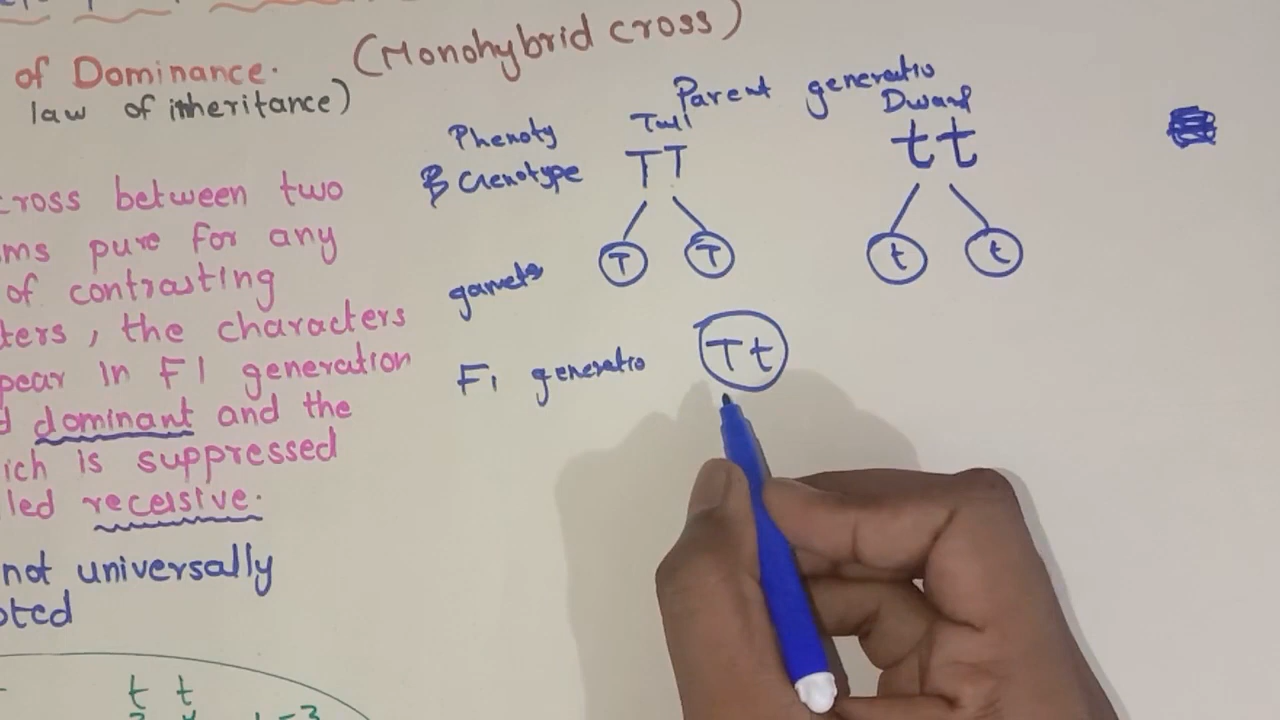 of Dominance.
law of inheritance)
cross between two
ms pure for any
of contrasting
ters, the characters
pear in F1 generation
d dominant and the
ich is suppressed
led recessive.
not universally
pted
t t
(Monohybrid cross)
Parent generatio
Phenoty Tall Dwarf
Genotype TT tt
gamets T T t t
F1 generatio Tt